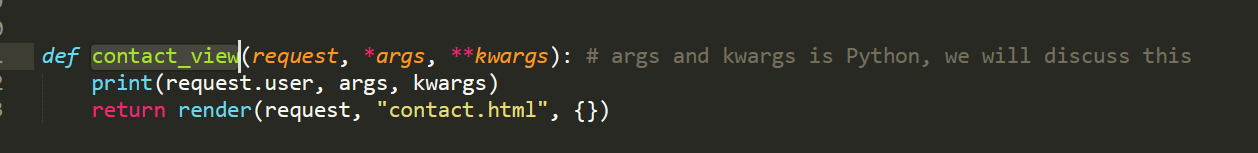 def contact_view(request, *args, **kwargs): # args and kwargs is Python, we will discuss this
print(request.user, args, kwargs)
return render(request, "contact.html", {})